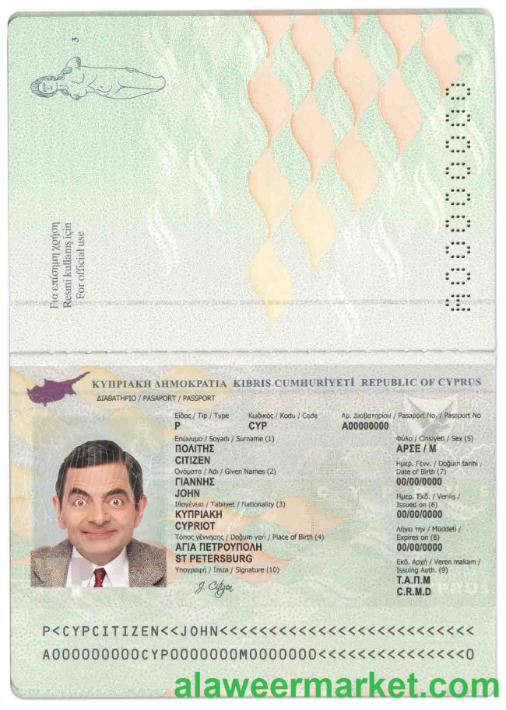 3
3
M00000000
Για επίσημη χρήση
Resmi kullanış için
For official use
ΚΥΠΡΙΑΚΗ ΔΗΜΟΚΡΑΤΙΑ KIBRIS CUMHURİYETİ REPUBLIC OF CYPRUS
ΔΙΑΒΑΤΗΡΙΟ / PASAPORT / PASSPORT
Είδος / Tip / Type Κωδικός / Kodu / Code Αρ. Διαβατηρίου / Pasaport No. / Passport No
P CYP A00000000
Επώνυμο / Soyadı / Surname (1) Φύλο / Cinsiyeti / Sex (5)
ΠΟΛΙΤΗΣ ΑΡΣΕ / M
CITIZEN
Ονόματα / Adı / Given Names (2) Ημερ. Γενν. / Doğum tarihi /
ΓΙΑΝΝΗΣ Date of Birth (7)
JOHN 00/00/0000
Ιθαγένεια / Tabiiyet / Nationality (3) Ημερ. Έκδ. / Veriliş /
ΚΥΠΡΙΑΚΗ Issued on (6)
CYPRIOT 00/00/0000
Τόπος γέννησης / Doğum yeri / Place of Birth (4) Λήγει την / Müddeti /
ΑΓΙΑ ΠΕΤΡΟΥΠΟΛΗ Expires on (8)
ST PETERSBURG 00/00/0000
Υπογραφή / İmza / Signature (10) Εκδ. Αρχή / Veren makam /
J. Citizen Issuing Auth. (9)
Τ.Α.Π.Μ
C.R.M.D
P<CYPCITIZEN<<JOHN<<<<<<<<<<<<<<<<<<<<<<<<<<
A000000000CYP0000000M0000000<<<<<<<<<<<<<<<0
alaweermarket.com